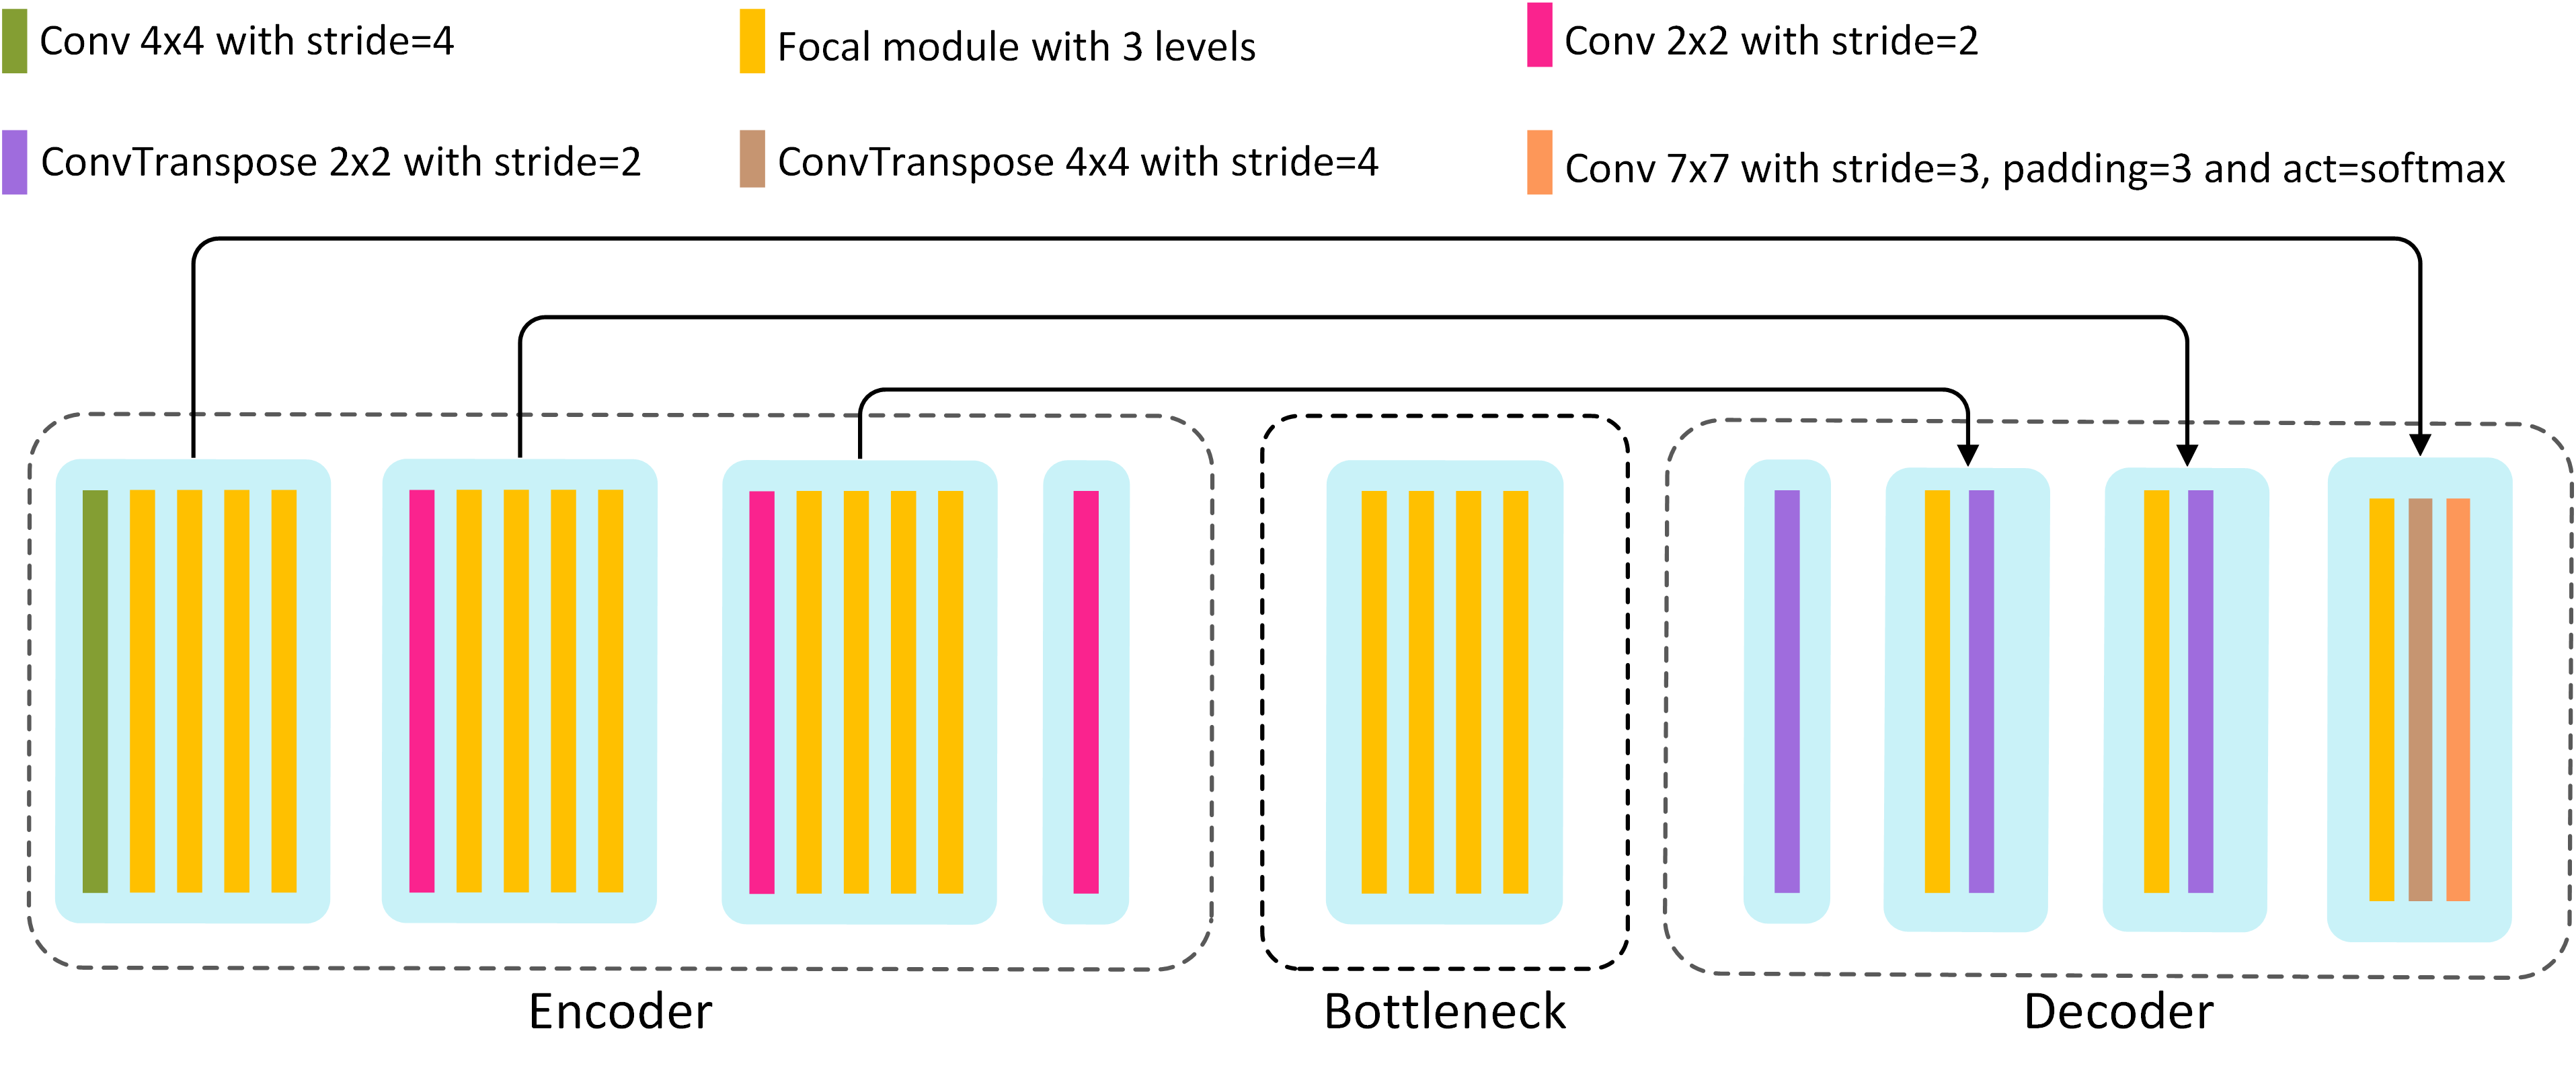 Conv 4x4 with stride=4
Focal module with 3 levels
Conv 2x2 with stride=2
ConvTranspose 2x2 with stride=2
ConvTranspose 4x4 with stride=4
Conv 7x7 with stride=3, padding=3 and act=softmax
Encoder
Bottleneck
Decoder